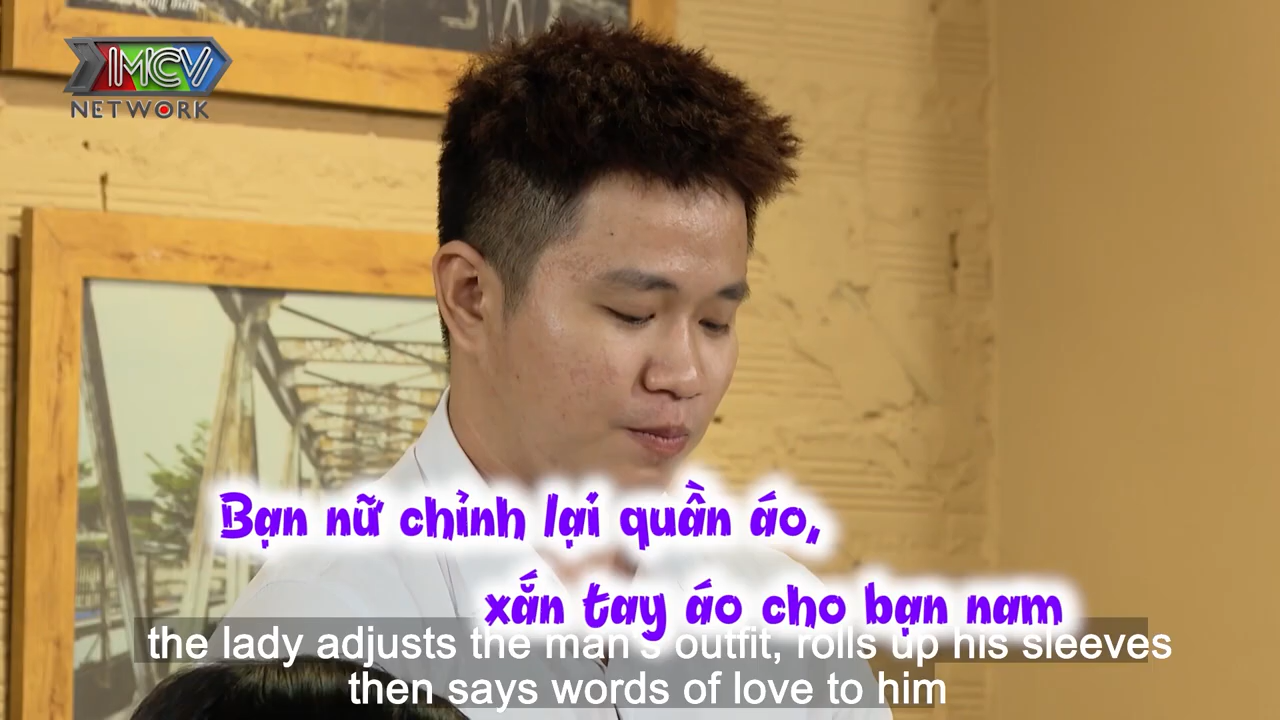 MCV
NETWORK
Bạn nữ chỉnh lại quần áo,
xắn tay áo cho bạn nam
the lady adjusts the man's outfit, rolls up his sleeves
then says words of love to him